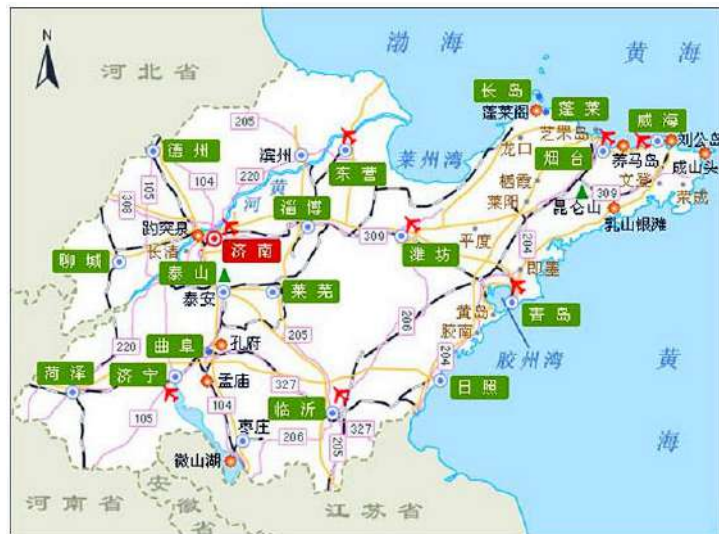 N
渤海
黄海
河北省
长岛
蓬莱阁
蓬莱
威海
205
德州
滨州
东营
莱州湾
芝罘岛
刘公岛
龙口
烟台
养马岛
成山头
105
104
220
黄
河
栖霞
文登
309
荣成
308
淄博
莱图
昆仑山
趵突泉
济南
309
潍坊
平度
204
乳山银滩
长清
聊城
泰山
即墨
泰安
莱芜
206
黄岛
青岛
205
胶南
220
曲阜
孔府
204
胶州湾
黄
海
菏泽
济宁
孟庙
327
日照
104
临沂
105
枣庄
206
205
327
微山湖
河南省
安
徽
省
江苏省